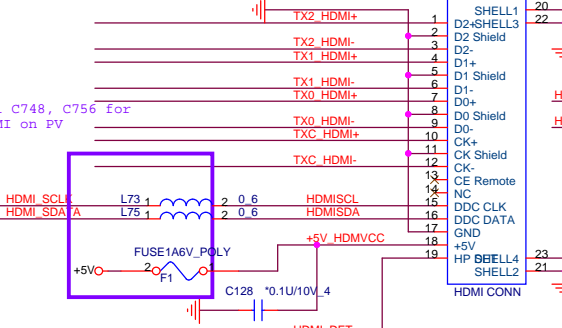 SHELL1 20
TX2_HDMI+ 1 D2+ SHELL3 22
2 D2 Shield
TX2_HDMI- 3 D2-
TX1_HDMI+ 4 D1+
5 D1 Shield
TX1_HDMI- 6 D1-
TX0_HDMI+ 7 D0+
C748, C756 for
8 D0 Shield
MI on PV
TX0_HDMI- 9 D0-
TXC_HDMI+ 10 CK+
11 CK Shield
TXC_HDMI- 12 CK-
13 CE Remote
14 NC
HDMI_SCLK L73 1 2 0_6 HDMISCL 15 DDC CLK
HDMI_SDATA L75 1 2 0_6 HDMISDA 16 DDC DATA
17 GND
+5V_HDMVCC 18 +5V
FUSE1A6V_POLY 19 HP DET SHELL4 23
+5V 2 1 SHELL2 21
F1
C128 *0.1U/10V_4 HDMI CONN
HDMI_DET